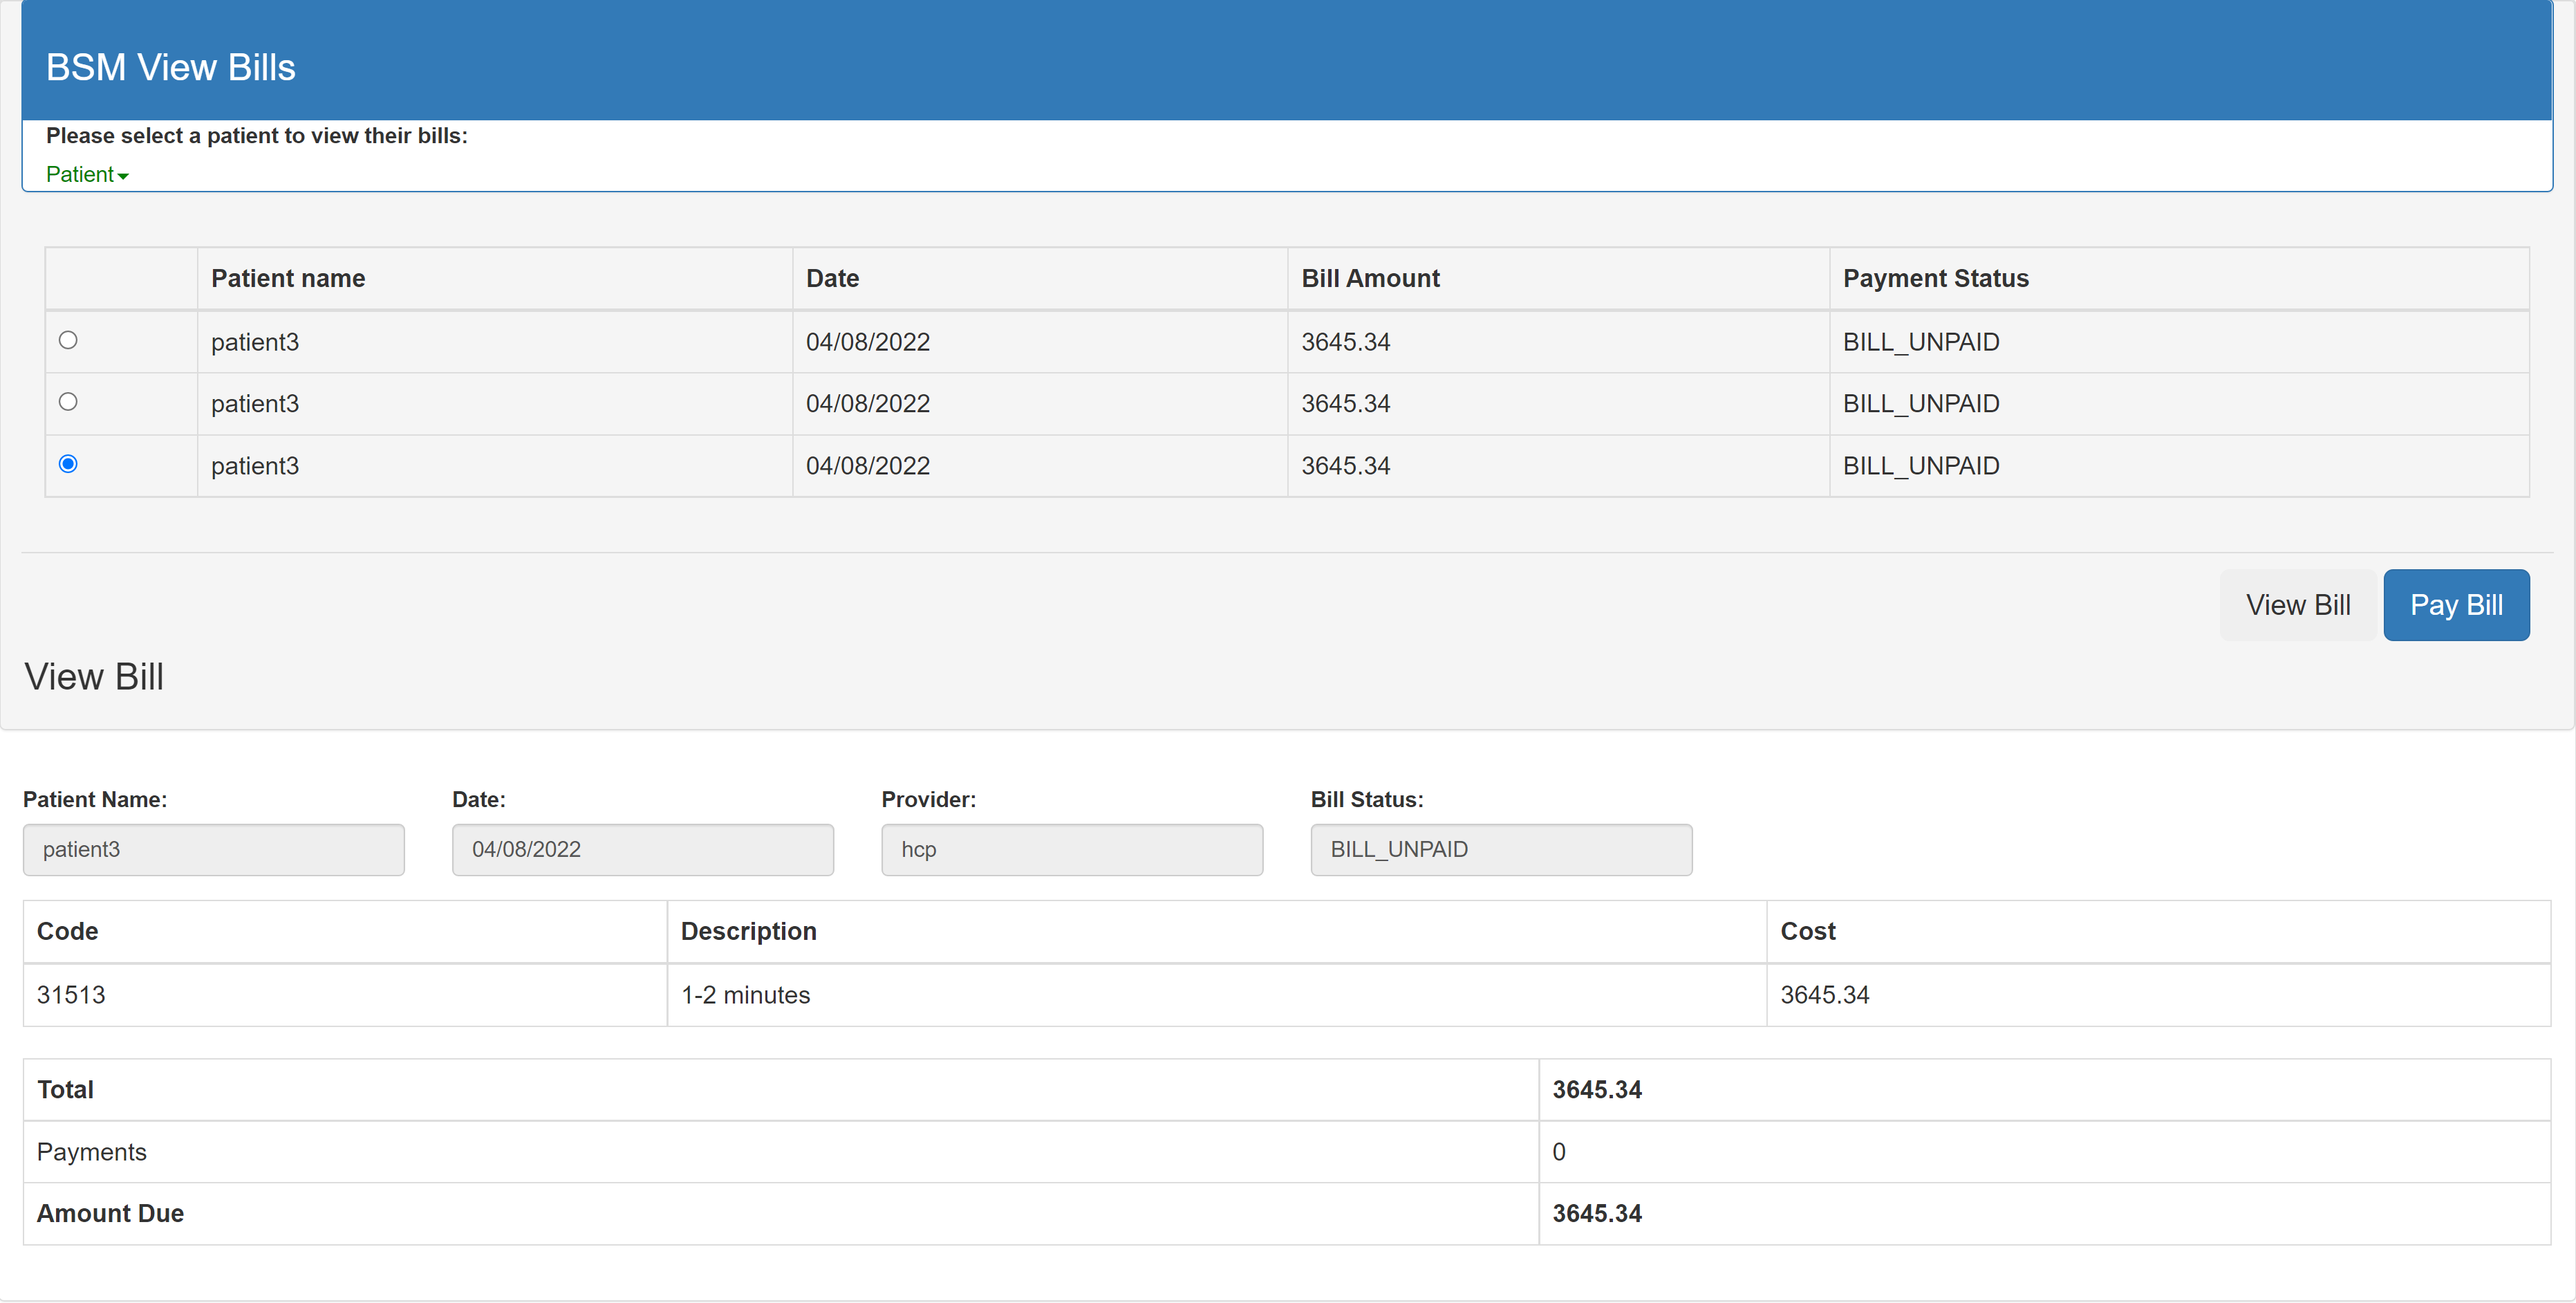 BSM View Bills
Please select a patient to view their bills:
Patient
Patient name Date Bill Amount Payment Status
patient3 04/08/2022 3645.34 BILL_UNPAID
patient3 04/08/2022 3645.34 BILL_UNPAID
patient3 04/08/2022 3645.34 BILL_UNPAID
View Bill Pay Bill
View Bill
Patient Name: Date: Provider: Bill Status:
patient3 04/08/2022 hcp BILL_UNPAID
Code Description Cost
31513 1-2 minutes 3645.34
Total 3645.34
Payments 0
Amount Due 3645.34